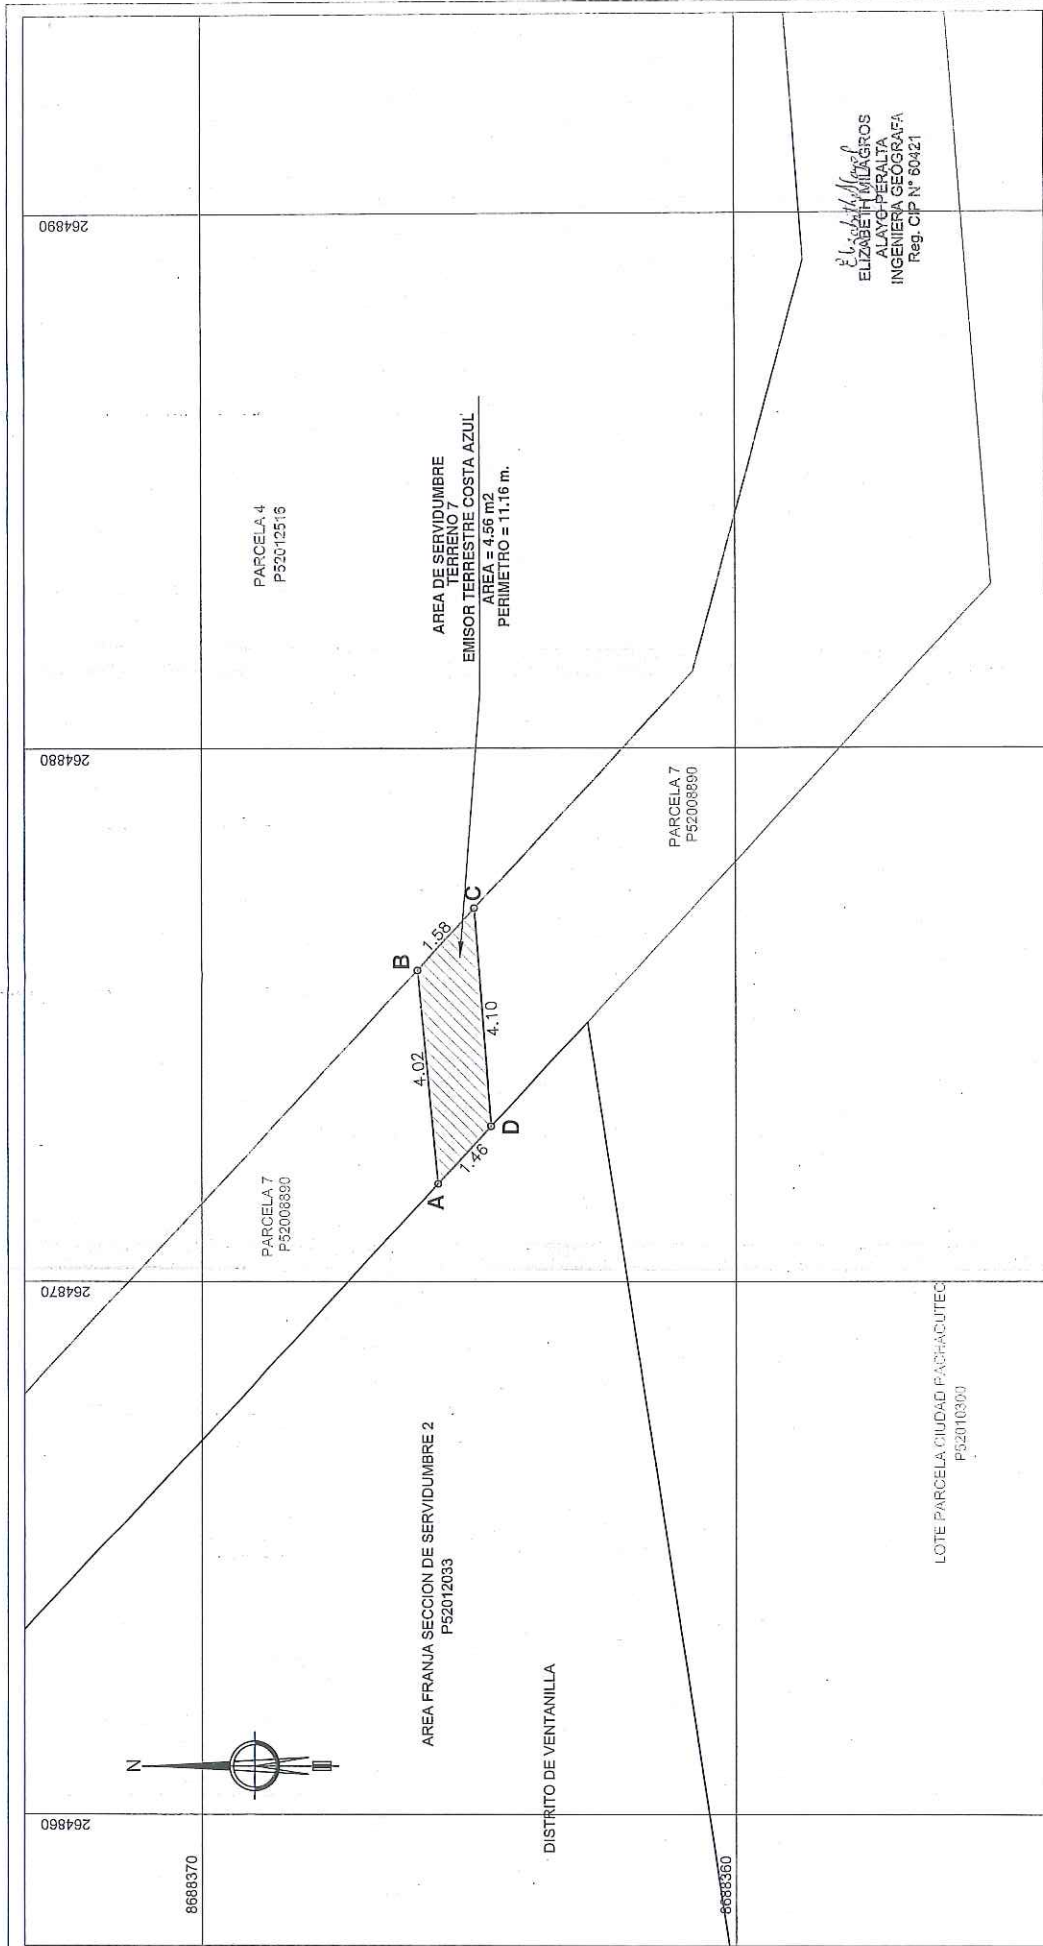 264890
264880
264870
264860
8688370
8688360
N
PARCELA 4
P52012516
AREA DE SERVIDUMBRE
TERRENO 7
EMISOR TERRESTRE COSTA AZUL
AREA = 4.56 m2
PERIMETRO = 11.16 m.
PARCELA 7
P52008890
A
B
C
D
4.02
1.58
4.10
1.46
PARCELA 7
P52008890
AREA FRANJA SECCION DE SERVIDUMBRE 2
P52012033
DISTRITO DE VENTANILLA
LOTE PARCELA CIUDAD PACHACUTEC
P52010300
ELIZABETH MILAGROS
ALAYO PERALTA
INGENIERA GEÓGRAFA
Reg. CIP N° 60421